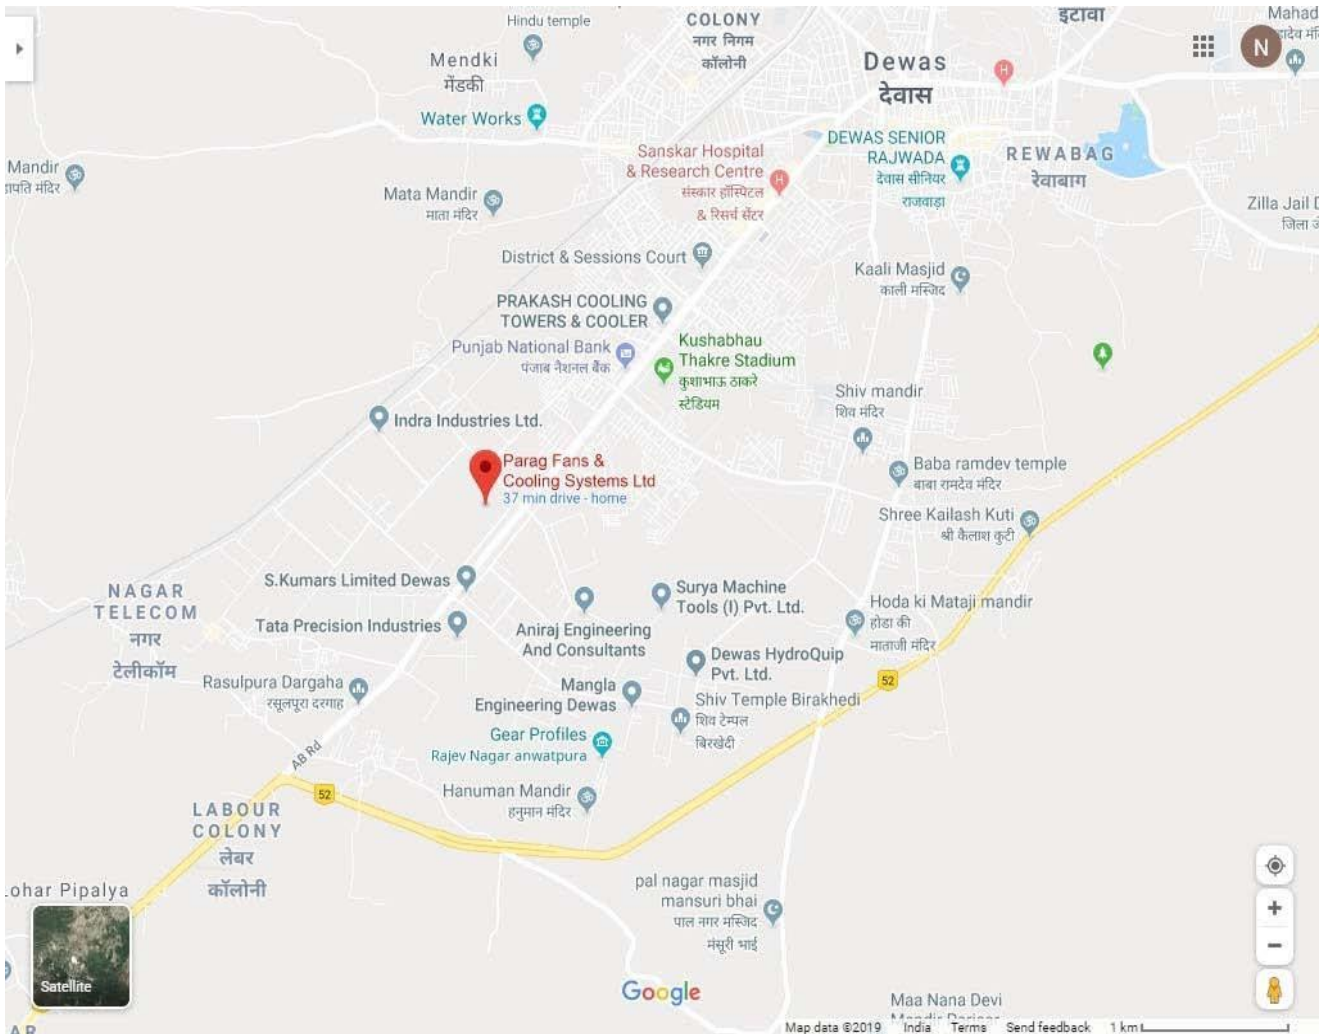 Hindu temple
COLONY
नगर निगम
कॉलोनी
इटावा
N
Mendki
मेंडकी
Dewas
देवास
H
Water Works
Sanskar Hospital
& Research Centre
संस्कार हॉस्पिटल
& रिसर्च सेंटर
H
DEWAS SENIOR
RAJWADA
देवास सीनियर
राजवाड़ा
REWABAG
रेवाबाग
Mandir
Mata Mandir
माता मंदिर
Zilla Jail
District & Sessions Court
Kaali Masjid
काली मस्जिद
PRAKASH COOLING
TOWERS & COOLER
Punjab National Bank
पंजाब नैशनल बैंक
Kushabhau
Thakre Stadium
कुशाभाऊ ठाकरे
स्टेडियम
Shiv mandir
शिव मंदिर
Indra Industries Ltd.
Parag Fans &
Cooling Systems Ltd
37 min drive - home
Baba ramdev temple
बाबा रामदेव मंदिर
Shree Kailash Kuti
श्री कैलाश कुटी
S.Kumars Limited Dewas
Surya Machine
Tools (I) Pvt. Ltd.
NAGAR
TELECOM
नगर
टेलीकॉम
Tata Precision Industries
Aniraj Engineering
And Consultants
Hoda ki Mataji mandir
होडा की
माताजी मंदिर
Dewas HydroQuip
Pvt. Ltd.
Rasulpura Dargaha
रसूलपूरा दरगाह
Mangla
Engineering Dewas
52
Shiv Temple Birakhedi
शिव टेम्पल
बिरखेदी
Gear Profiles
Rajev Nagar anwatpura
AB Rd
52
Hanuman Mandir
हनुमान मंदिर
LABOUR
COLONY
लेबर
कॉलोनी
Pipalya
pal nagar masjid
mansuri bhai
पाल नगर मस्जिद
मंसूरी भाई
Satellite
Google
Maa Nana Devi
Map data ©2019 India Terms Send feedback 1 km